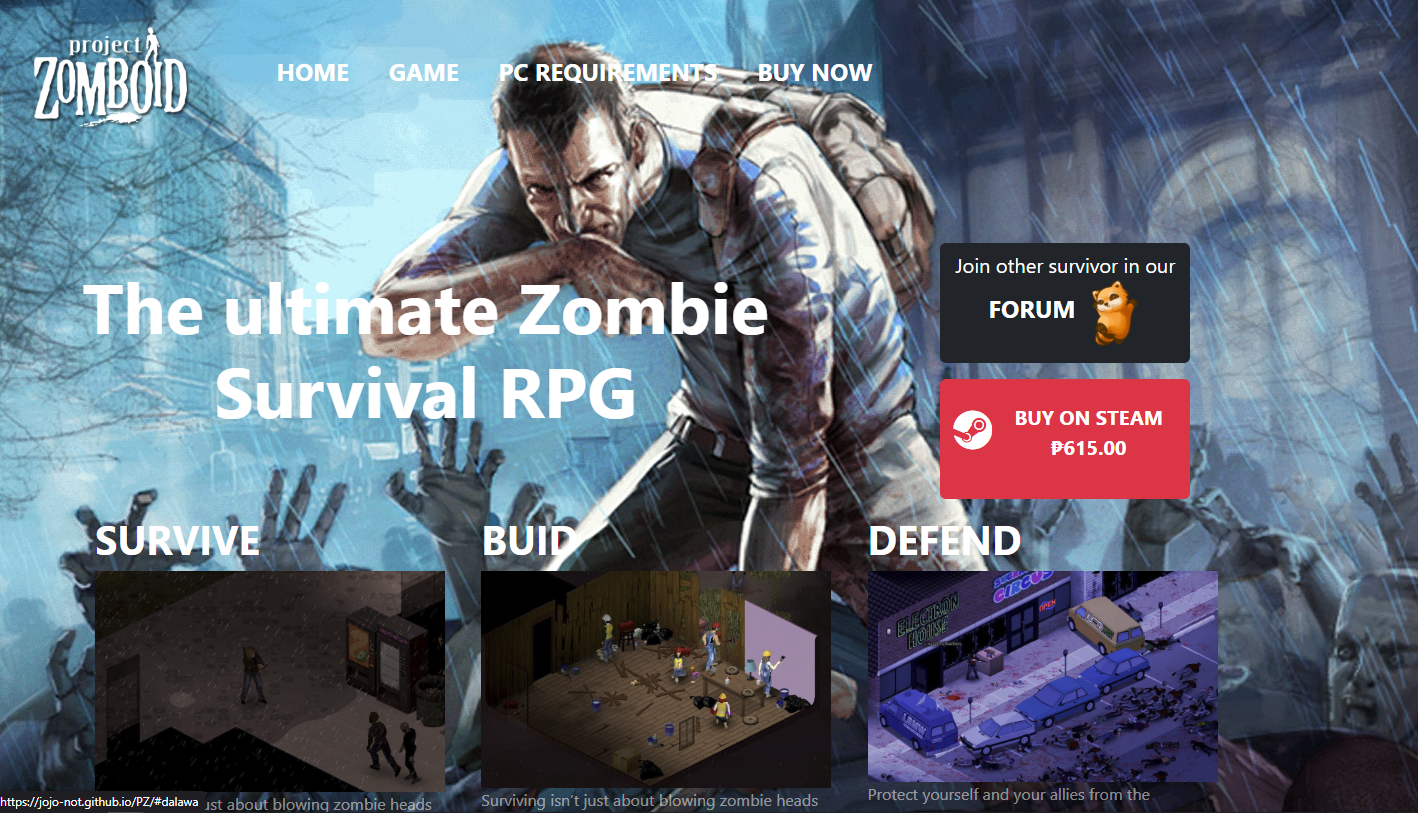 project
ZOMBOID
HOME GAME PC REQUIREMENTS BUY NOW
The ultimate Zombie
Survival RPG
Join other survivor in our
FORUM
BUY ON STEAM
₱615.00
SURVIVE BUID DEFEND
ELECTRON
HOUSE
CIRCUS
OPEN
https://jojo-not.github.io/PZ/#dalawa
just about blowing zombie heads
Surviving isn't just about blowing zombie heads
Protect yourself and your allies from the